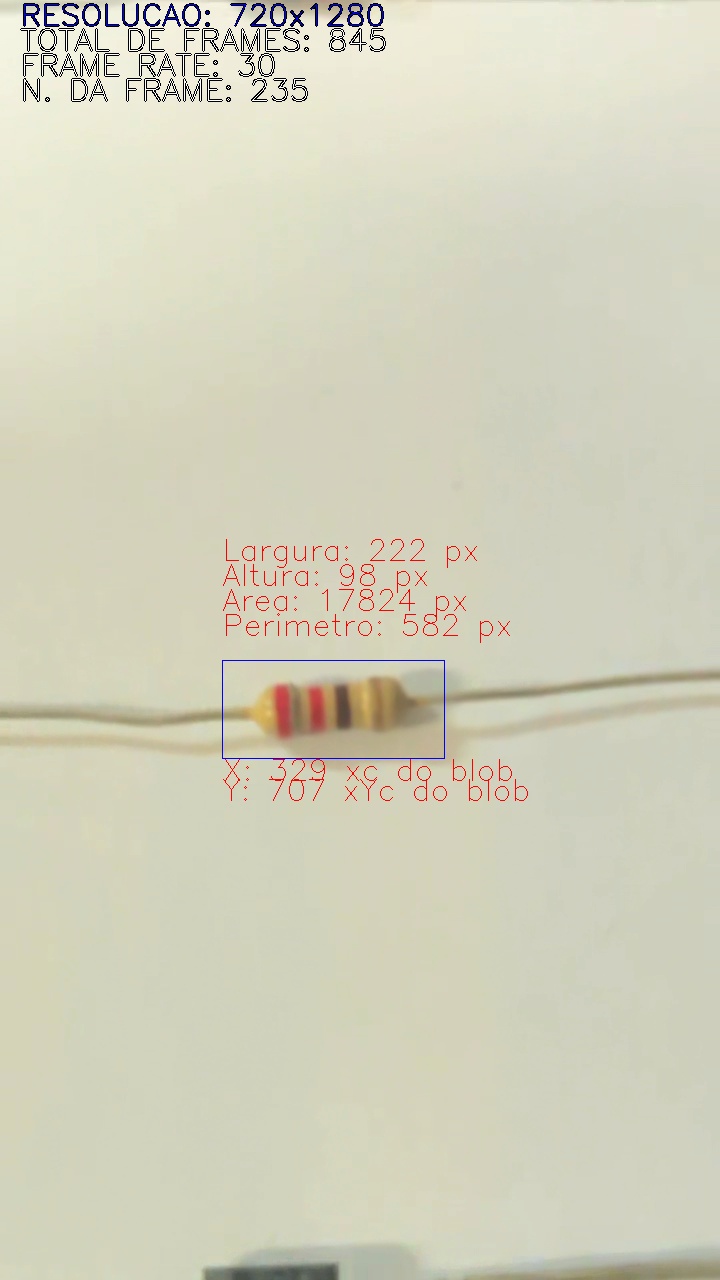 RESOLUCAO: 720x1280
TOTAL DE FRAMES: 845
FRAME RATE: 30
N. DA FRAME: 235
Largura: 222 px
Altura: 98 px
Area: 17824 px
Perimetro: 582 px
X: 329 xc do blob
Y: 707 xYc do blob